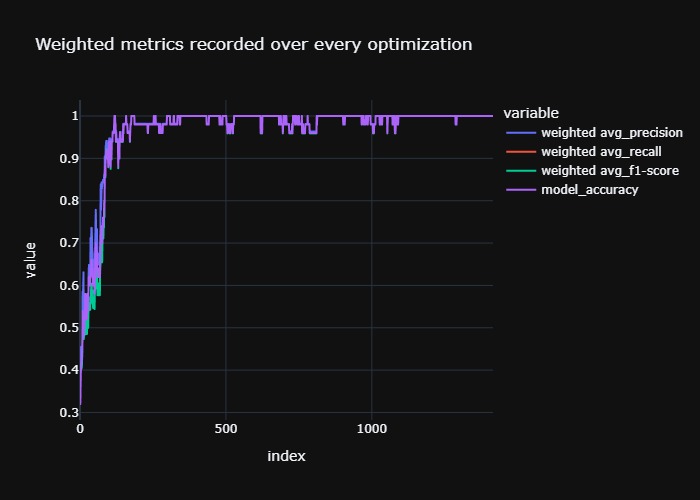 Weighted metrics recorded over every optimization
variable
weighted avg_precision
weighted avg_recall
weighted avg_f1-score
model_accuracy
value
1
0.9
0.8
0.7
0.6
0.5
0.4
0.3
0 500 1000
index